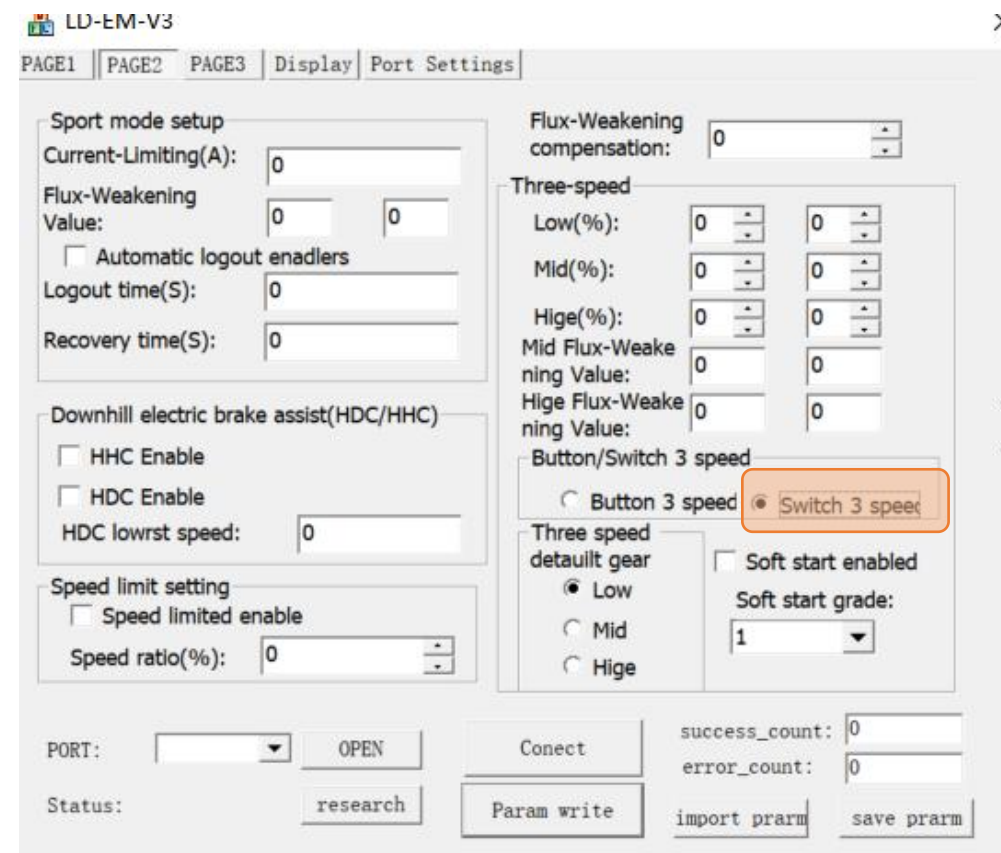 LD-EM-V3
PAGE1 PAGE2 PAGE3 Display Port Settings
Sport mode setup
Current-Limiting(A): 0
Flux-Weakening
Value: 0 0
Automatic logout enadlers
Logout time(S): 0
Recovery time(S): 0
Downhill electric brake assist(HDC/HHC)
HHC Enable
HDC Enable
HDC lowrst speed: 0
Speed limit setting
Speed limited enable
Speed ratio(%): 0
Flux-Weakening
compensation: 0
Three-speed
Low(%): 0 0
Mid(%): 0 0
Hige(%): 0 0
Mid Flux-Weake
ning Value: 0 0
Hige Flux-Weake
ning Value: 0 0
Button/Switch 3 speed
Button 3 speed Switch 3 speed
Three speed
detauilt gear
Low
Mid
Hige
Soft start enabled
Soft start grade:
1
PORT: OPEN
Status: research
Conect
Param write
success_count: 0
error_count: 0
import prarm save prarm